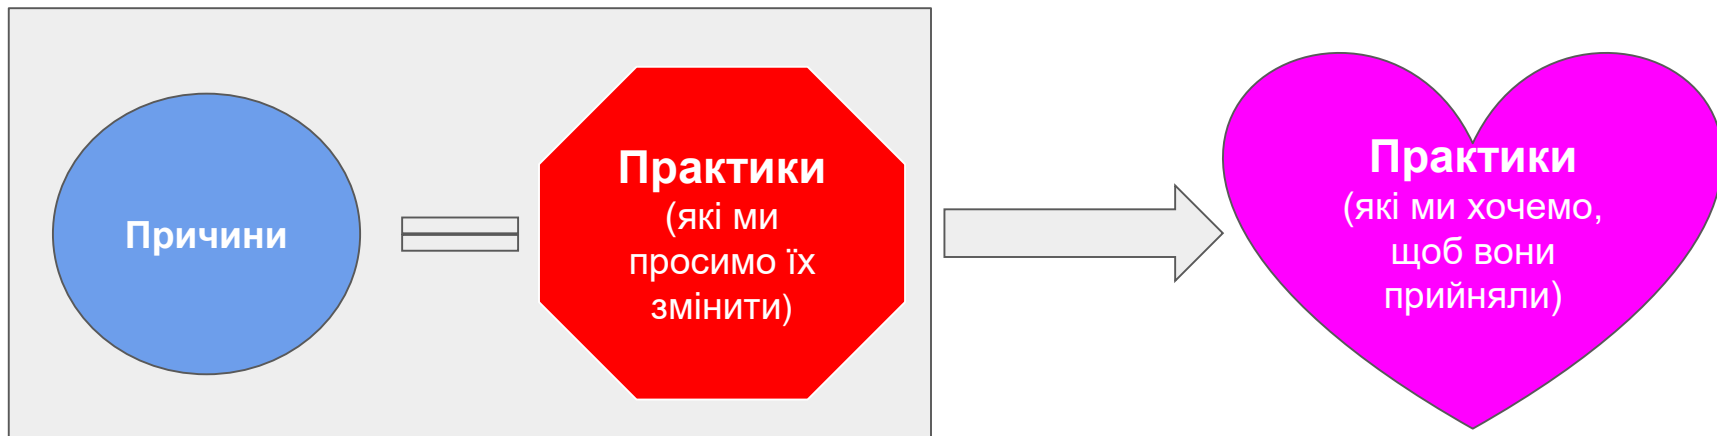 Причини
Практики
(які ми
просимо їх
змінити)
Практики
(які ми хочемо,
щоб вони
прийняли)